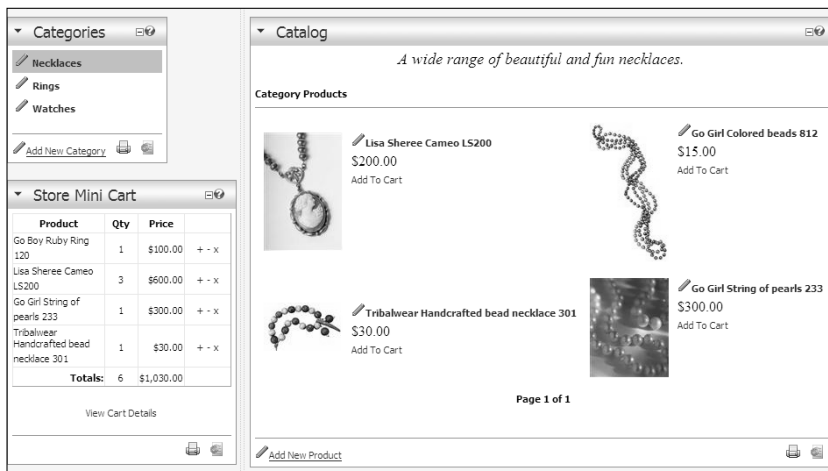 Categories
Necklaces
Rings
Watches
Add New Category
Store Mini Cart
Product Qty Price
Go Boy Ruby Ring
120
1 $100.00 + - x
Lisa Sheree Cameo
LS200
3 $600.00 + - x
Go Girl String of
pearls 233
1 $300.00 + - x
Tribalwear
Handcrafted bead
necklace 301
1 $30.00 + - x
Totals: 6 $1,030.00
View Cart Details
Catalog
A wide range of beautiful and fun necklaces.
Category Products
Lisa Sheree Cameo LS200
$200.00
Add To Cart
Go Girl Colored beads 812
$15.00
Add To Cart
Tribalwear Handcrafted bead necklace 301
$30.00
Add To Cart
Go Girl String of pearls 233
$300.00
Add To Cart
Page 1 of 1
Add New Product